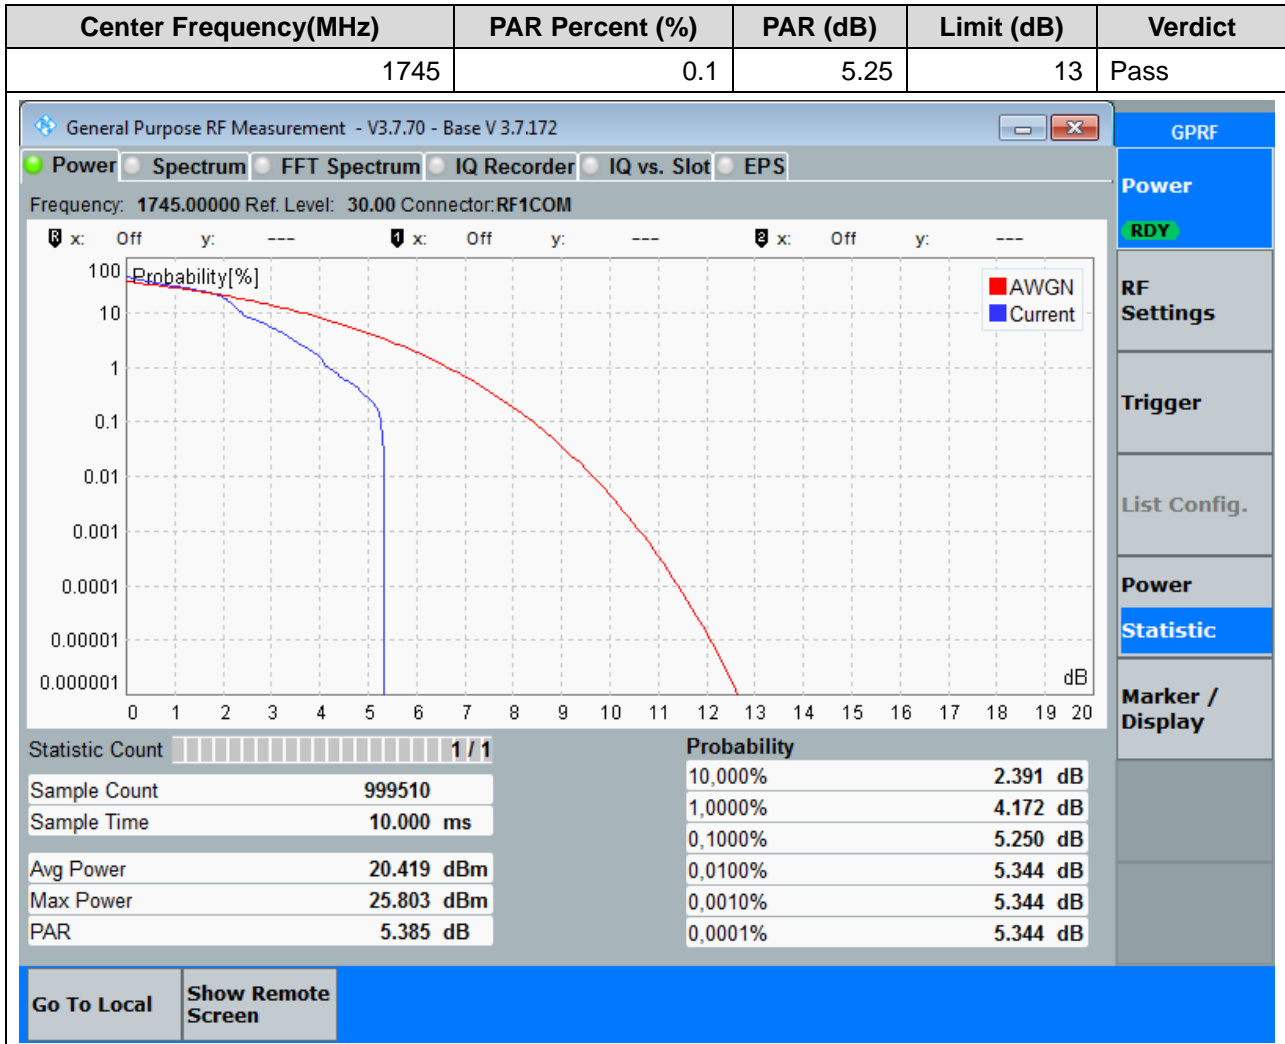 Center Frequency(MHz) PAR Percent (%) PAR (dB) Limit (dB) Verdict
1745 0.1 5.25 13 Pass
General Purpose RF Measurement - V3.7.70 - Base V 3.7.172
GPRF
Power Spectrum FFT Spectrum IQ Recorder IQ vs. Slot EPS
Power
RDY
Frequency: 1745.00000 Ref. Level: 30.00 Connector: RF1COM
R x: Off y: --- 1 x: Off y: --- 2 x: Off y: ---
Probability[%]
AWGN
Current
100
10
1
0.1
0.01
0.001
0.0001
0.00001
0.000001
dB
0 1 2 3 4 5 6 7 8 9 10 11 12 13 14 15 16 17 18 19 20
RF
Settings
Trigger
List Config.
Power
Statistic
Marker /
Display
Statistic Count 1 / 1
Sample Count 999510
Sample Time 10.000 ms
Avg Power 20.419 dBm
Max Power 25.803 dBm
PAR 5.385 dB
Probability
10,000% 2.391 dB
1,0000% 4.172 dB
0,1000% 5.250 dB
0,0100% 5.344 dB
0,0010% 5.344 dB
0,0001% 5.344 dB
Go To Local
Show Remote
Screen